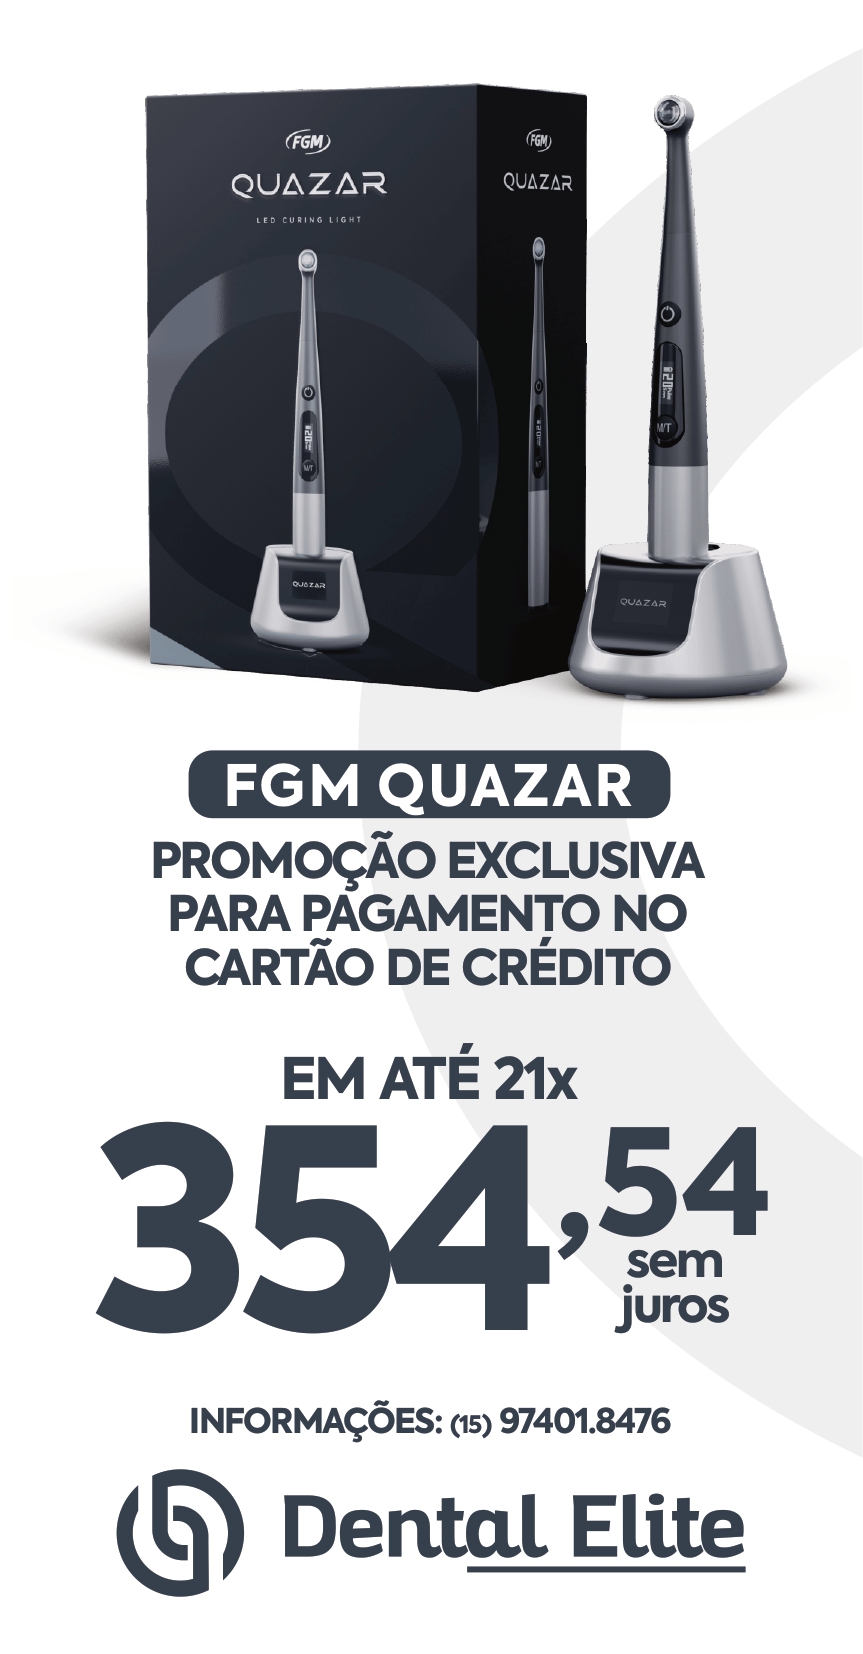 FGM
QUAZAR
LED CURING LIGHT
M/T
QUAZAR
FGM
QUAZAR
M/T
QUAZAR
FGM QUAZAR
PROMOÇÃO EXCLUSIVA
PARA PAGAMENTO NO
CARTÃO DE CRÉDITO
EM ATÉ 21x
354,54
sem
juros
INFORMAÇÕES: (15) 97401.8476
Dental Elite